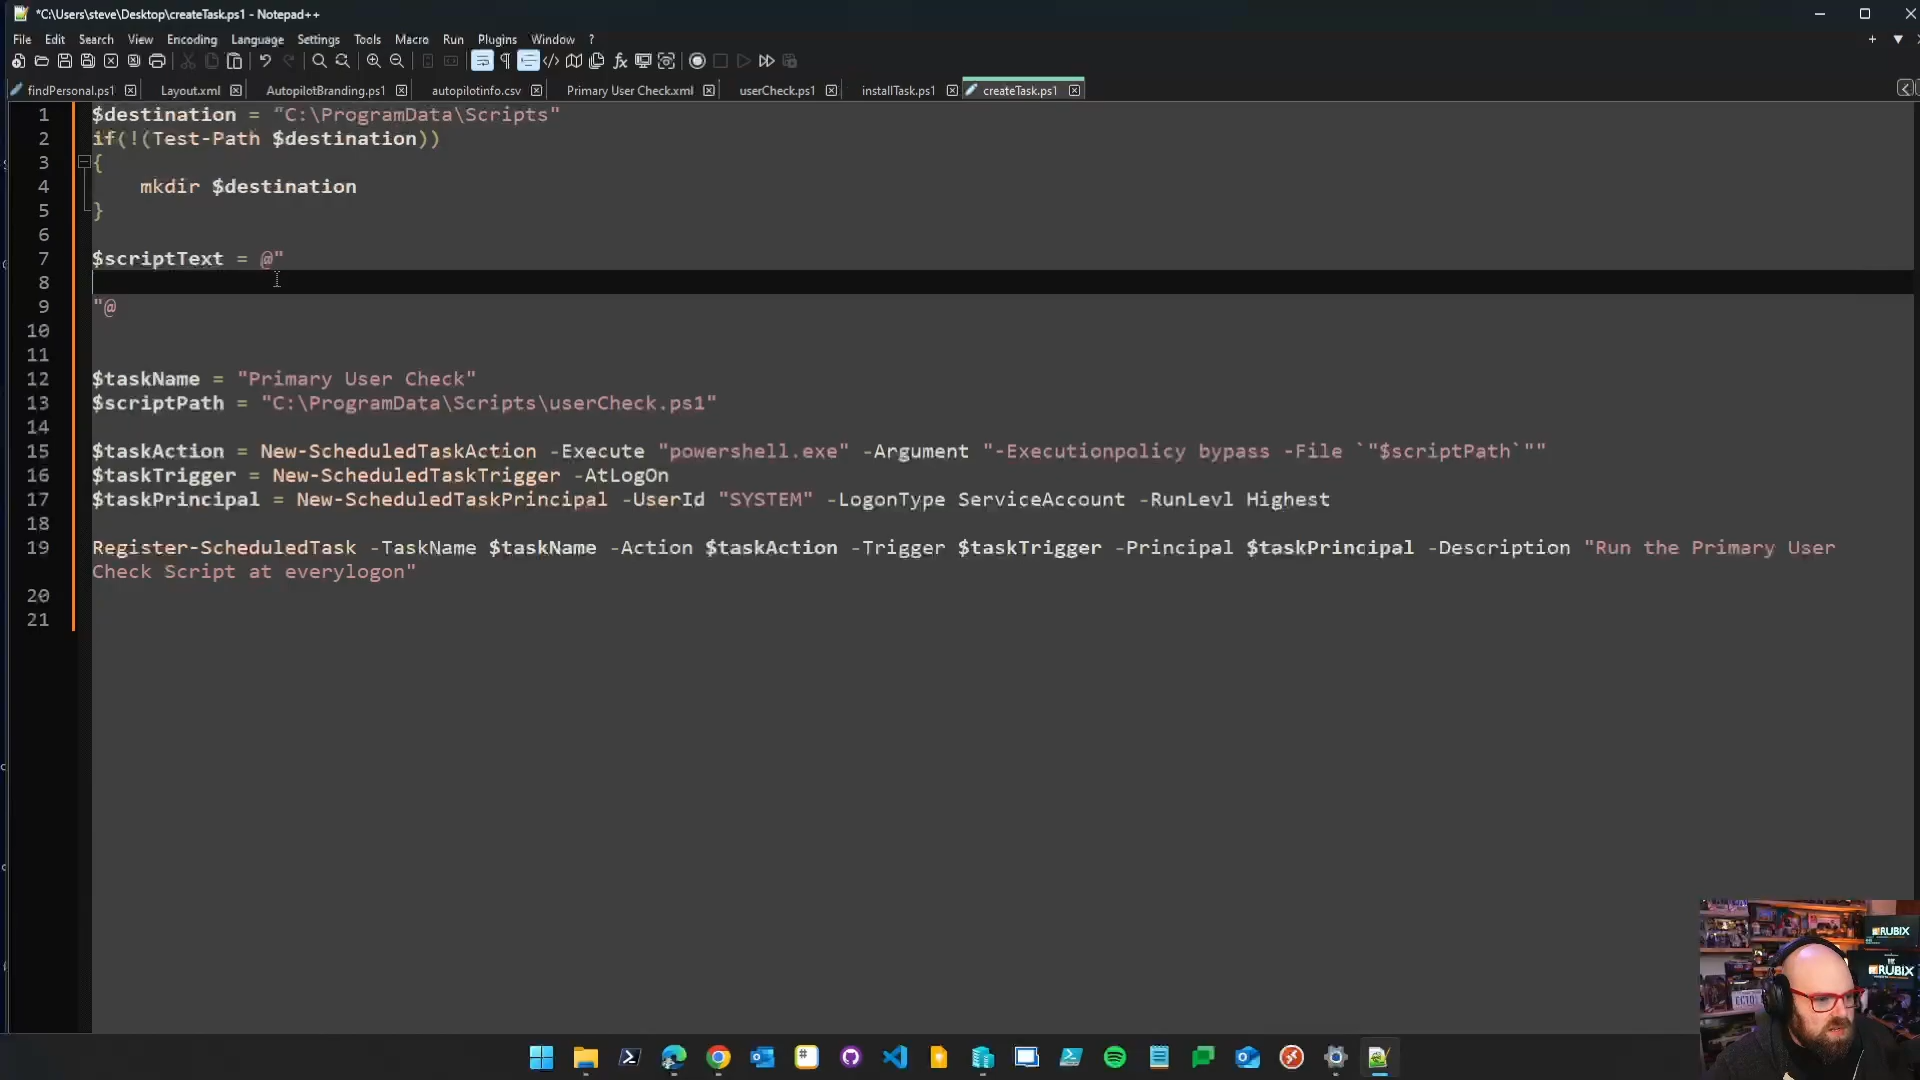 *C:\Users\steve\Desktop\createTask.ps1 - Notepad++
File Edit Search View Encoding Language Settings Tools Macro Run Plugins Window ?
findPersonal.ps1 Layout.xml AutopilotBranding.ps1 autopilotinfo.csv Primary User Check.xml userCheck.ps1 installTask.ps1 createTask.ps1
1 $destination = "C:\ProgramData\Scripts"
2 if(!(Test-Path $destination))
3 {
4 mkdir $destination
5 }
6
7 $scriptText = @"
8
9 "@
10
11
12 $taskName = "Primary User Check"
13 $scriptPath = "C:\ProgramData\Scripts\userCheck.ps1"
14
15 $taskAction = New-ScheduledTaskAction -Execute "powershell.exe" -Argument "-Executionpolicy bypass -File `"$scriptPath`""
16 $taskTrigger = New-ScheduledTaskTrigger -AtLogOn
17 $taskPrincipal = New-ScheduledTaskPrincipal -UserId "SYSTEM" -LogonType ServiceAccount -RunLevl Highest
18
19 Register-ScheduledTask -TaskName $taskName -Action $taskAction -Trigger $taskTrigger -Principal $taskPrincipal -Description "Run the Primary User
Check Script at everylogon"
20
21
RUBIX
RUBIX